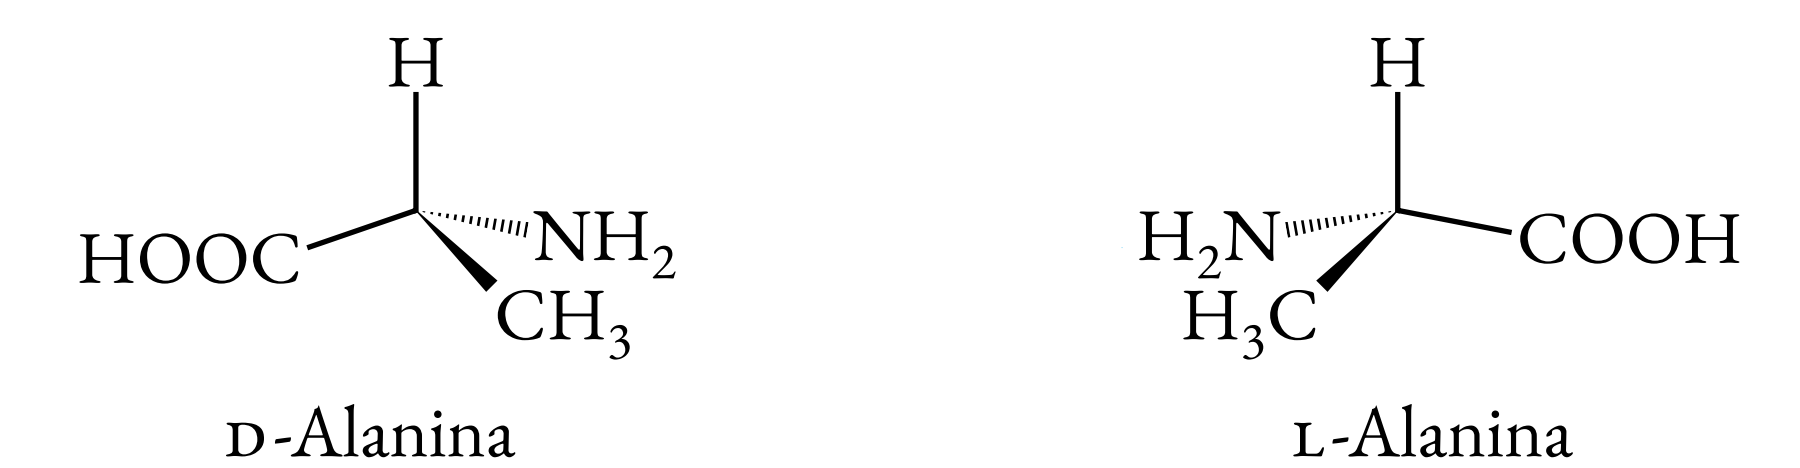 H H
HOOC NH₂ H₂N COOH
CH₃ H₃C
D-Alanina L-Alanina